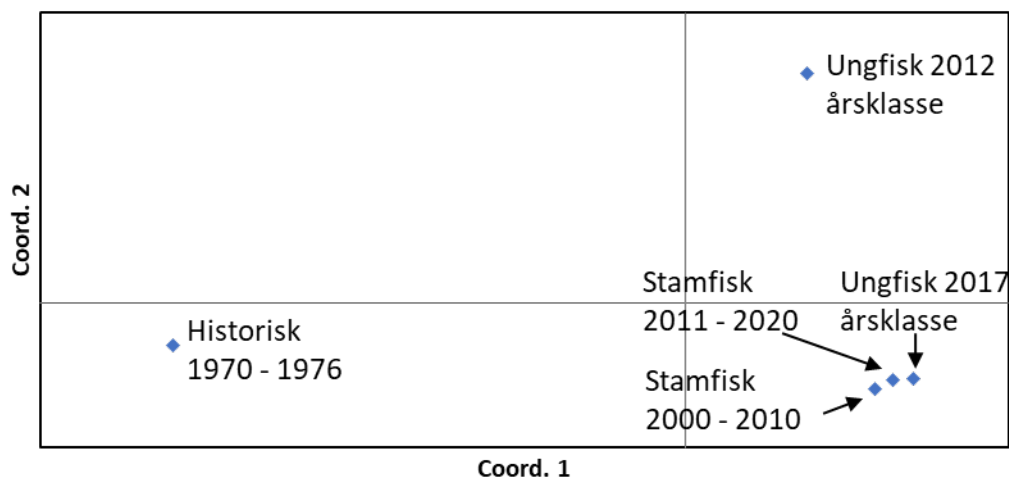 Ungfisk 2012
årsklasse
Coord. 2
Stamfisk
2011 - 2020
Ungfisk 2017
årsklasse
Historisk
1970 - 1976
Stamfisk
2000 - 2010
Coord. 1